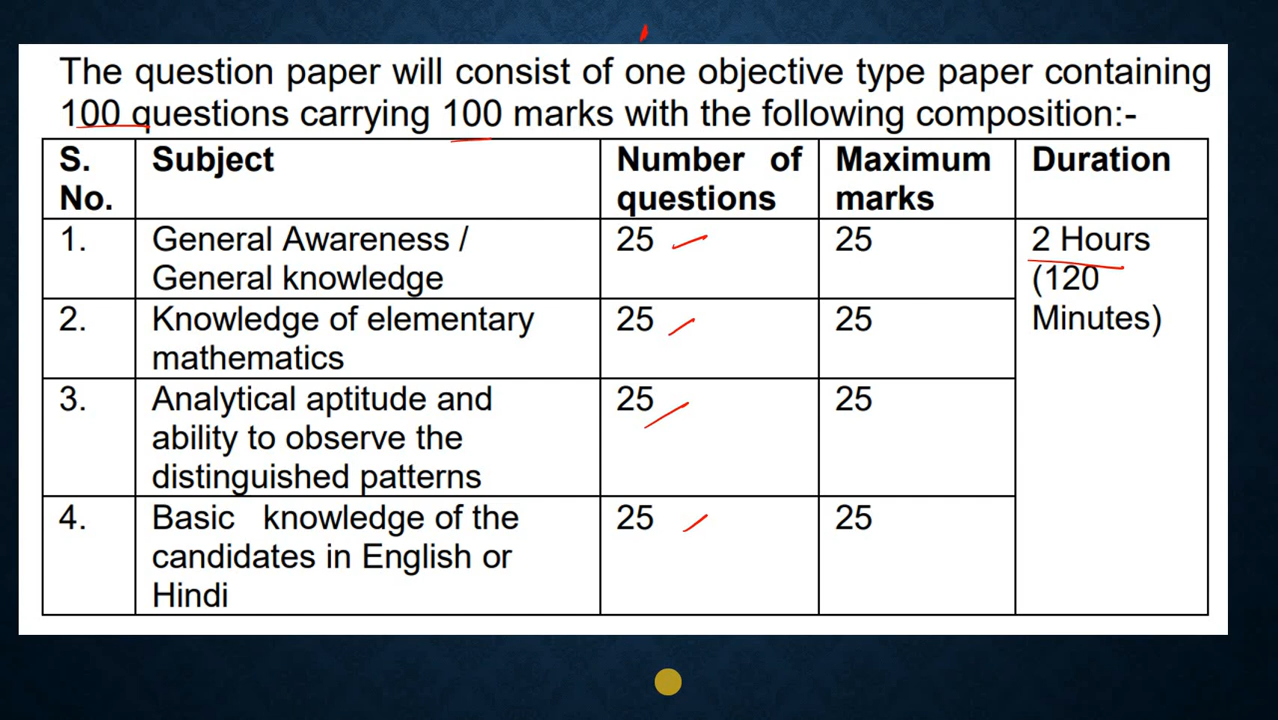 The question paper will consist of one objective type paper containing
100 questions carrying 100 marks with the following composition:-
S. No. Subject Number of questions Maximum marks Duration
1. General Awareness / General knowledge 25 25 2 Hours (120 Minutes)
2. Knowledge of elementary mathematics 25 25
3. Analytical aptitude and ability to observe the distinguished patterns 25 25
4. Basic knowledge of the candidates in English or Hindi 25 25